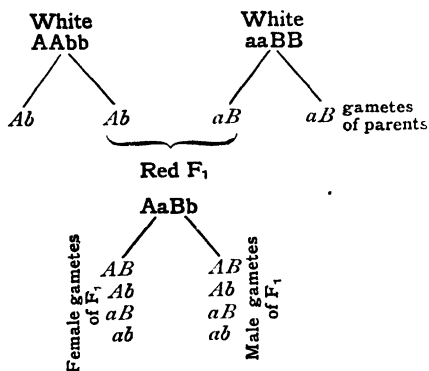 White White
AAbb aaBB
Ab Ab aB aB gametes
of parents
Red F₁
AaBb
Female gametes
of F₁
AB AB
Ab Ab
aB aB
ab ab
Male gametes
of F₁